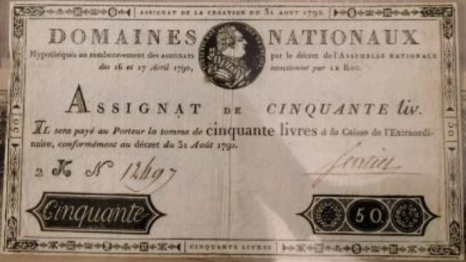 ASSIGNAT DE LA CRÉATION DU 31 AOUT 1792.
DOMAINES NATIONAUX
Hypothéqués au remboursement des ASSIGNATS par le décret de l'ASSEMBLÉE NATIONALE
des 16 et 17 Avril 1790, sanctionné par LE ROI.
ASSIGNAT DE CINQUANTE liv.
IL sera payé au Porteur la somme de Cinquante livres à la Caisse de l'Extraordi-
naire, conformément au décret du 31 Août 1792.
2 K N 12497
Cinquante
50
CINQUANTE LIVRES